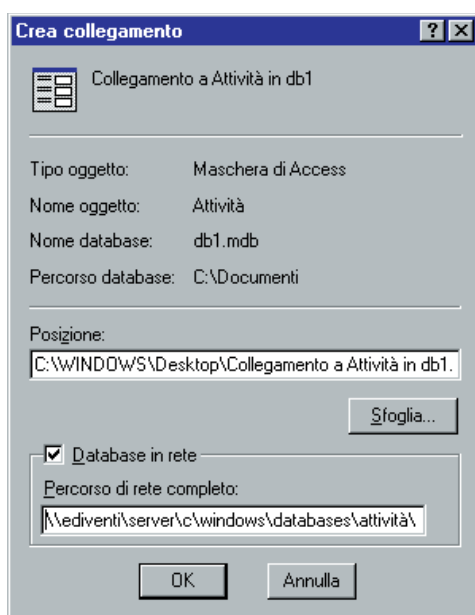 Crea collegamento
Collegamento a Attività in db1
Tipo oggetto: Maschera di Access
Nome oggetto: Attività
Nome database: db1.mdb
Percorso database: C:\Documenti
Posizione:
C:\WINDOWS\Desktop\Collegamento a Attività in db1.
Sfoglia...
Database in rete
Percorso di rete completo:
\\ediventi\server\c\windows\databases\attività\
OK Annulla